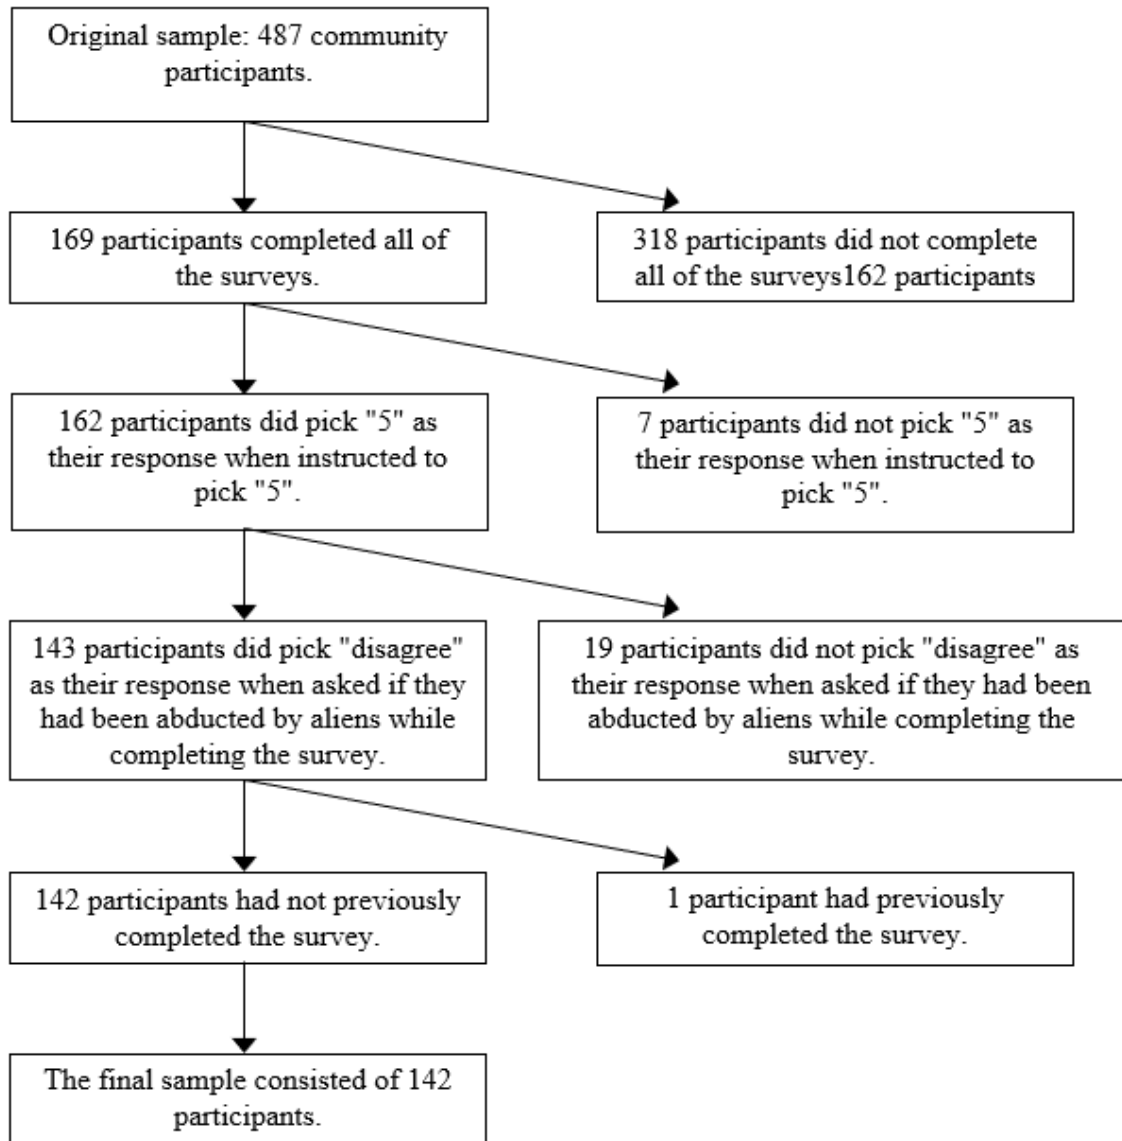 Original sample: 487 community
participants.
169 participants completed all of
the surveys.
318 participants did not complete
all of the surveys162 participants
162 participants did pick "5" as
their response when instructed to
pick "5".
7 participants did not pick "5" as
their response when instructed to
pick "5".
143 participants did pick "disagree"
as their response when asked if they
had been abducted by aliens while
completing the survey.
19 participants did not pick "disagree" as
their response when asked if they had been
abducted by aliens while completing the
survey.
142 participants had not previously
completed the survey.
1 participant had previously
completed the survey.
The final sample consisted of 142
participants.